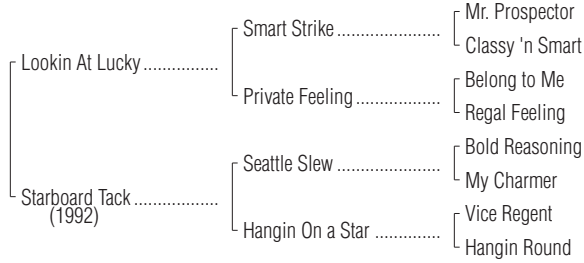 Mr. Prospector
Smart Strike ......................
Classy 'n Smart
Lookin At Lucky ................
Belong to Me
Private Feeling ..................
Regal Feeling
Bold Reasoning
Seattle Slew ......................
My Charmer
Starboard Tack ..................
(1992)
Vice Regent
Hangin On a Star ..............
Hangin Round